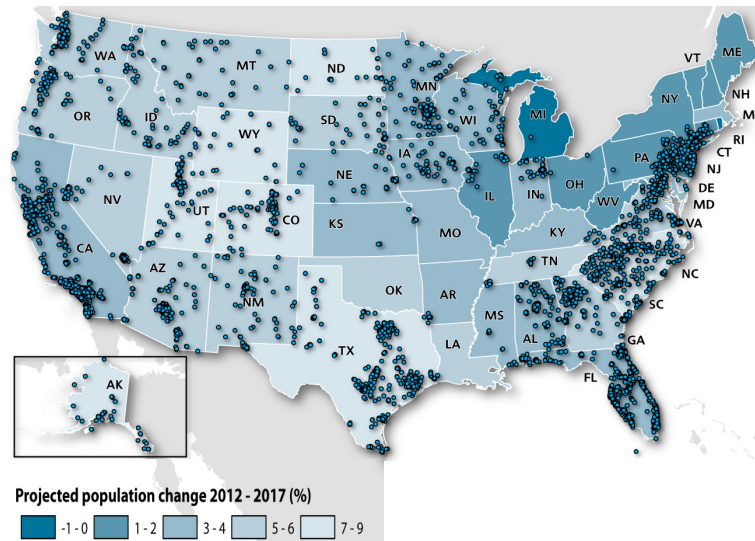 WA
MT
ND
MN
VT
ME
NH
M
OR
ID
SD
WI
MI
NY
RI
CT
WY
IA
PA
NJ
NV
NE
IL
IN
OH
WV
DE
MD
UT
CO
KS
MO
KY
VA
CA
AZ
NM
OK
AR
TN
NC
TX
MS
AL
SC
LA
GA
FL
AK
Projected population change 2012 - 2017 (%)
-1 - 0 1 - 2 3 - 4 5 - 6 7 - 9